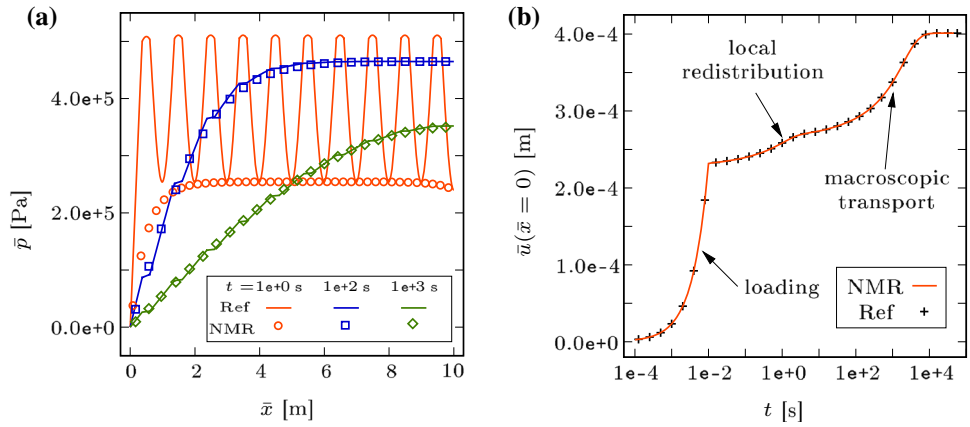 (a)
p̄ [Pa]
4.0e+5
2.0e+5
0.0e+0
t = 1e+0 s 1e+2 s 1e+3 s
Ref
NMR
0 2 4 6 8 10
x̄ [m]
(b)
ū(x̄ = 0) [m]
4.0e-4
3.0e-4
2.0e-4
1.0e-4
0.0e+0
local
redistribution
macroscopic
transport
loading
NMR
Ref
1e-4 1e-2 1e+0 1e+2 1e+4
t [s]